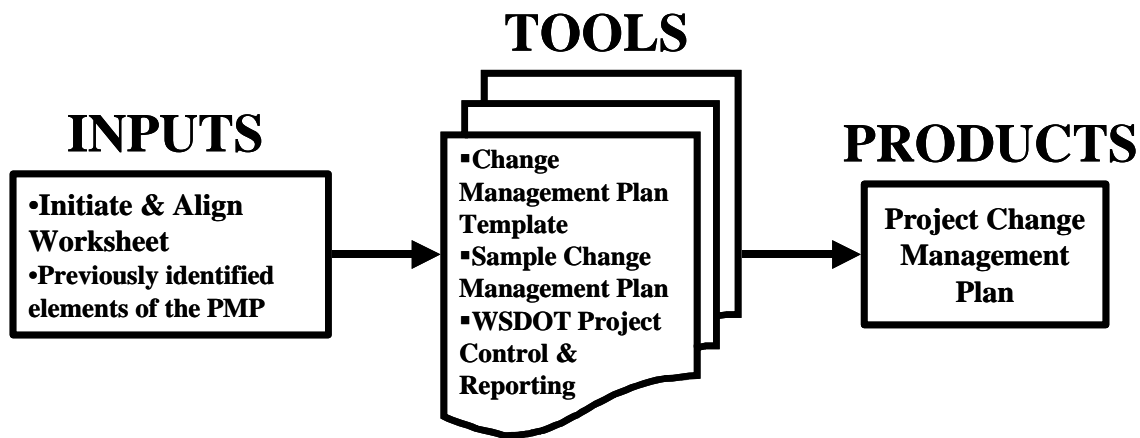 INPUTS
•Initiate & Align
Worksheet
•Previously identified
elements of the PMP
TOOLS
▪Change
Management Plan
Template
▪Sample Change
Management Plan
▪WSDOT Project
Control &
Reporting
PRODUCTS
Project Change
Management
Plan